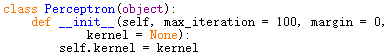 class Perceptron(object):
    def __init__(self, max_iteration = 100, margin = 0,
            kernel = None):
        self.kernel = kernel